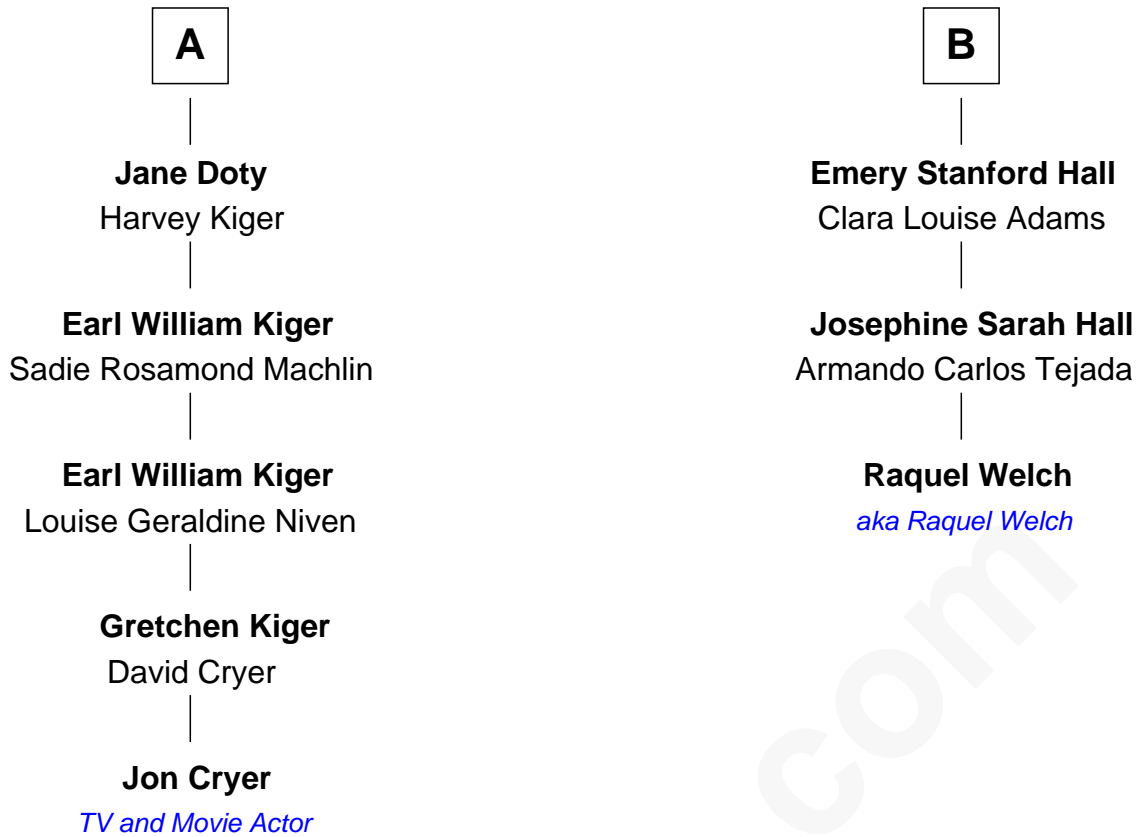 A
Jane Doty
Harvey Kiger
Earl William Kiger
Sadie Rosamond Machlin
Earl William Kiger
Louise Geraldine Niven
Gretchen Kiger
David Cryer
Jon Cryer
TV and Movie Actor
B
Emery Stanford Hall
Clara Louise Adams
Josephine Sarah Hall
Armando Carlos Tejada
Raquel Welch
aka Raquel Welch
com